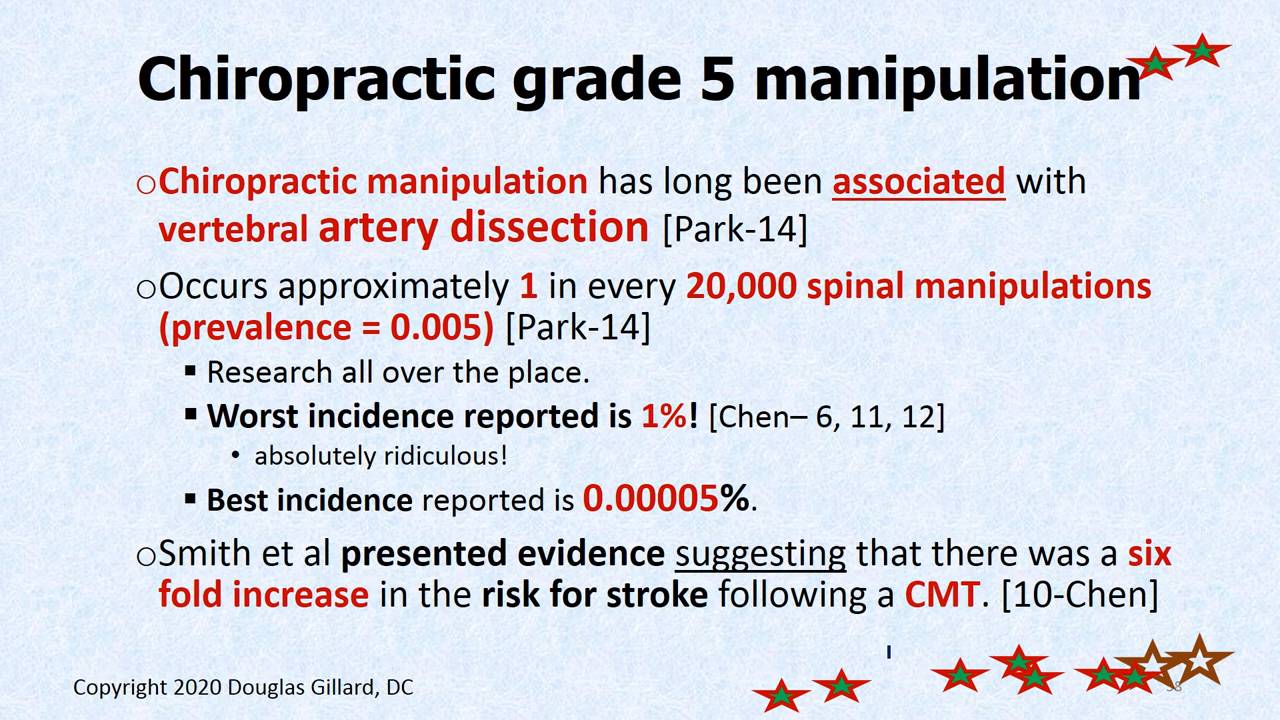 Chiropractic grade 5 manipulation
○Chiropractic manipulation has long been associated with
vertebral artery dissection [Park-14]
○Occurs approximately 1 in every 20,000 spinal manipulations
(prevalence = 0.005) [Park-14]
▪ Research all over the place.
▪ Worst incidence reported is 1%! [Chen– 6, 11, 12]
• absolutely ridiculous!
▪ Best incidence reported is 0.00005%.
○Smith et al presented evidence suggesting that there was a six
fold increase in the risk for stroke following a CMT. [10-Chen]
Copyright 2020 Douglas Gillard, DC